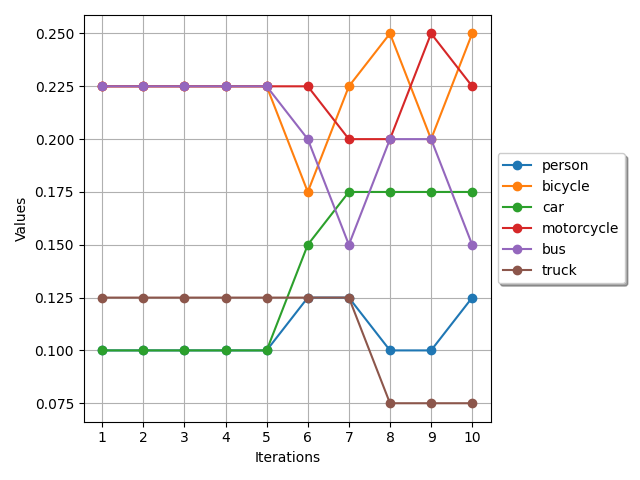 0.250
0.225
0.200
0.175
0.150
0.125
0.100
0.075
Values
1 2 3 4 5 6 7 8 9 10
Iterations
person
bicycle
car
motorcycle
bus
truck